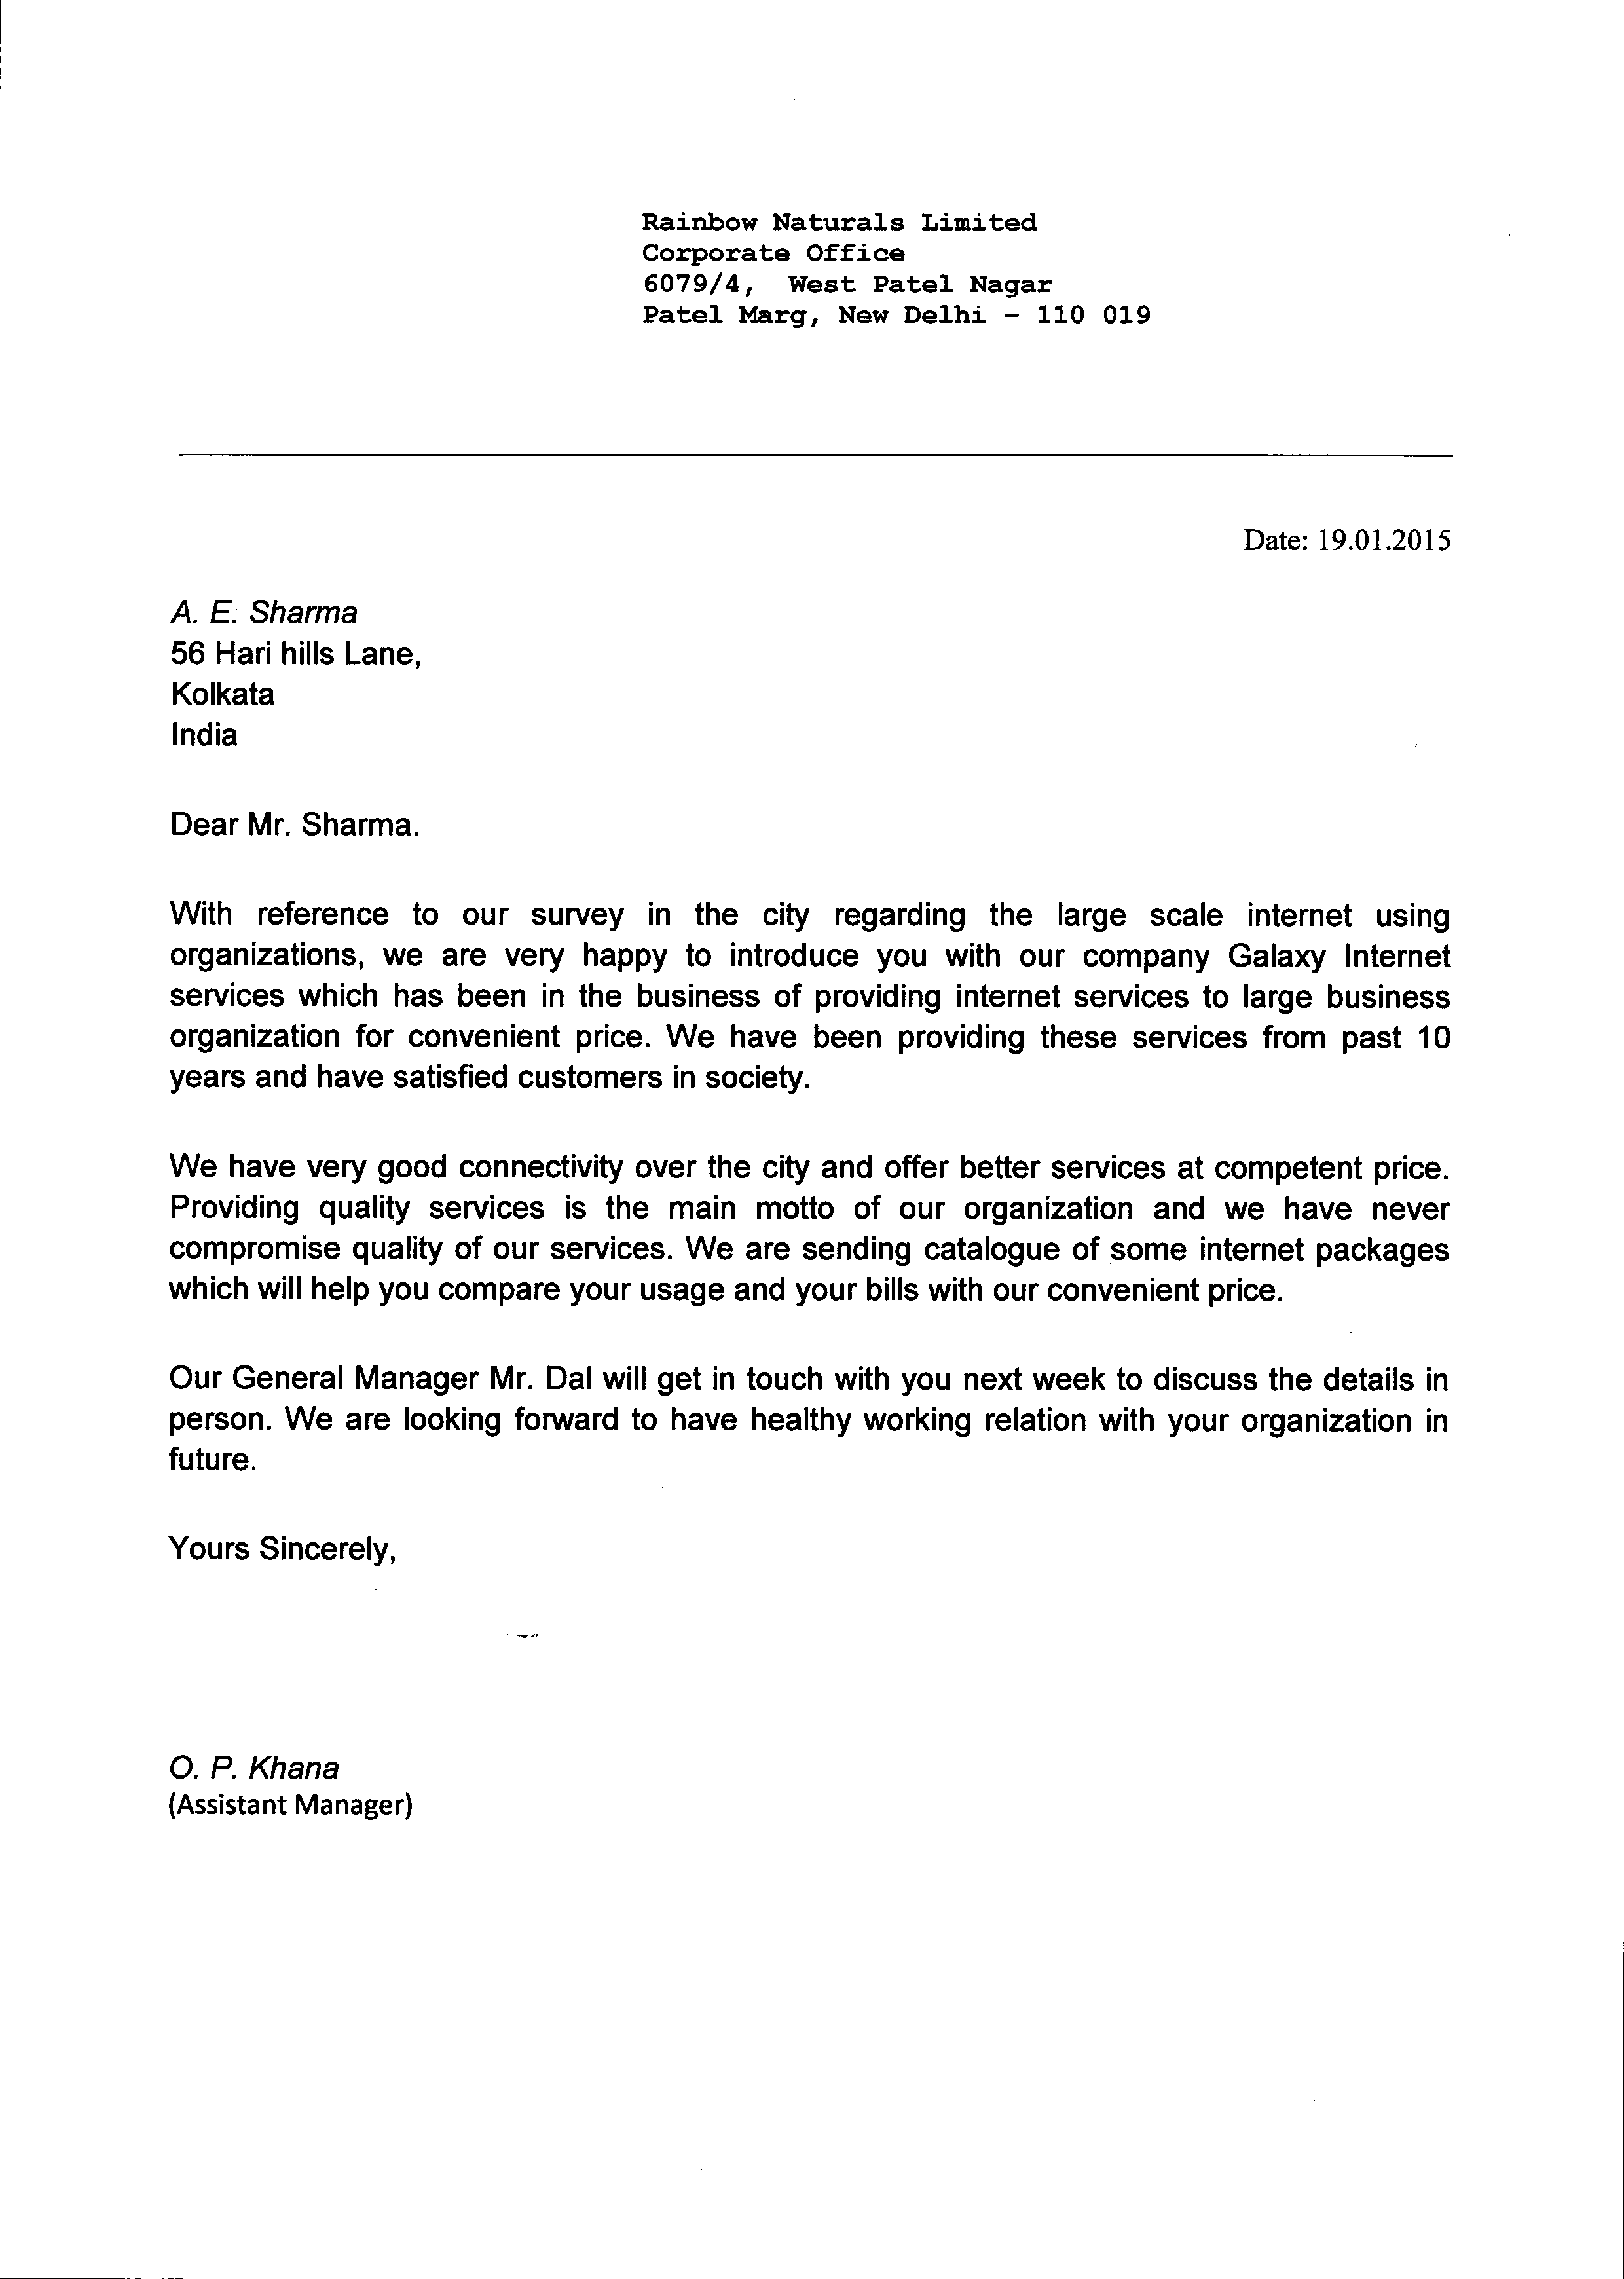 Rainbow Naturals Limited
Corporate Office
6079/4, West Patel Nagar
Patel Marg, New Delhi – 110 019
Date: 19.01.2015
A. E. Sharma
56 Hari hills Lane,
Kolkata
India
Dear Mr. Sharma.
With reference to our survey in the city regarding the large scale internet using
organizations, we are very happy to introduce you with our company Galaxy Internet
services which has been in the business of providing internet services to large business
organization for convenient price. We have been providing these services from past 10
years and have satisfied customers in society.
We have very good connectivity over the city and offer better services at competent price.
Providing quality services is the main motto of our organization and we have never
compromise quality of our services. We are sending catalogue of some internet packages
which will help you compare your usage and your bills with our convenient price.
Our General Manager Mr. Dal will get in touch with you next week to discuss the details in
person. We are looking forward to have healthy working relation with your organization in
future.
Yours Sincerely,
O. P. Khana
(Assistant Manager)